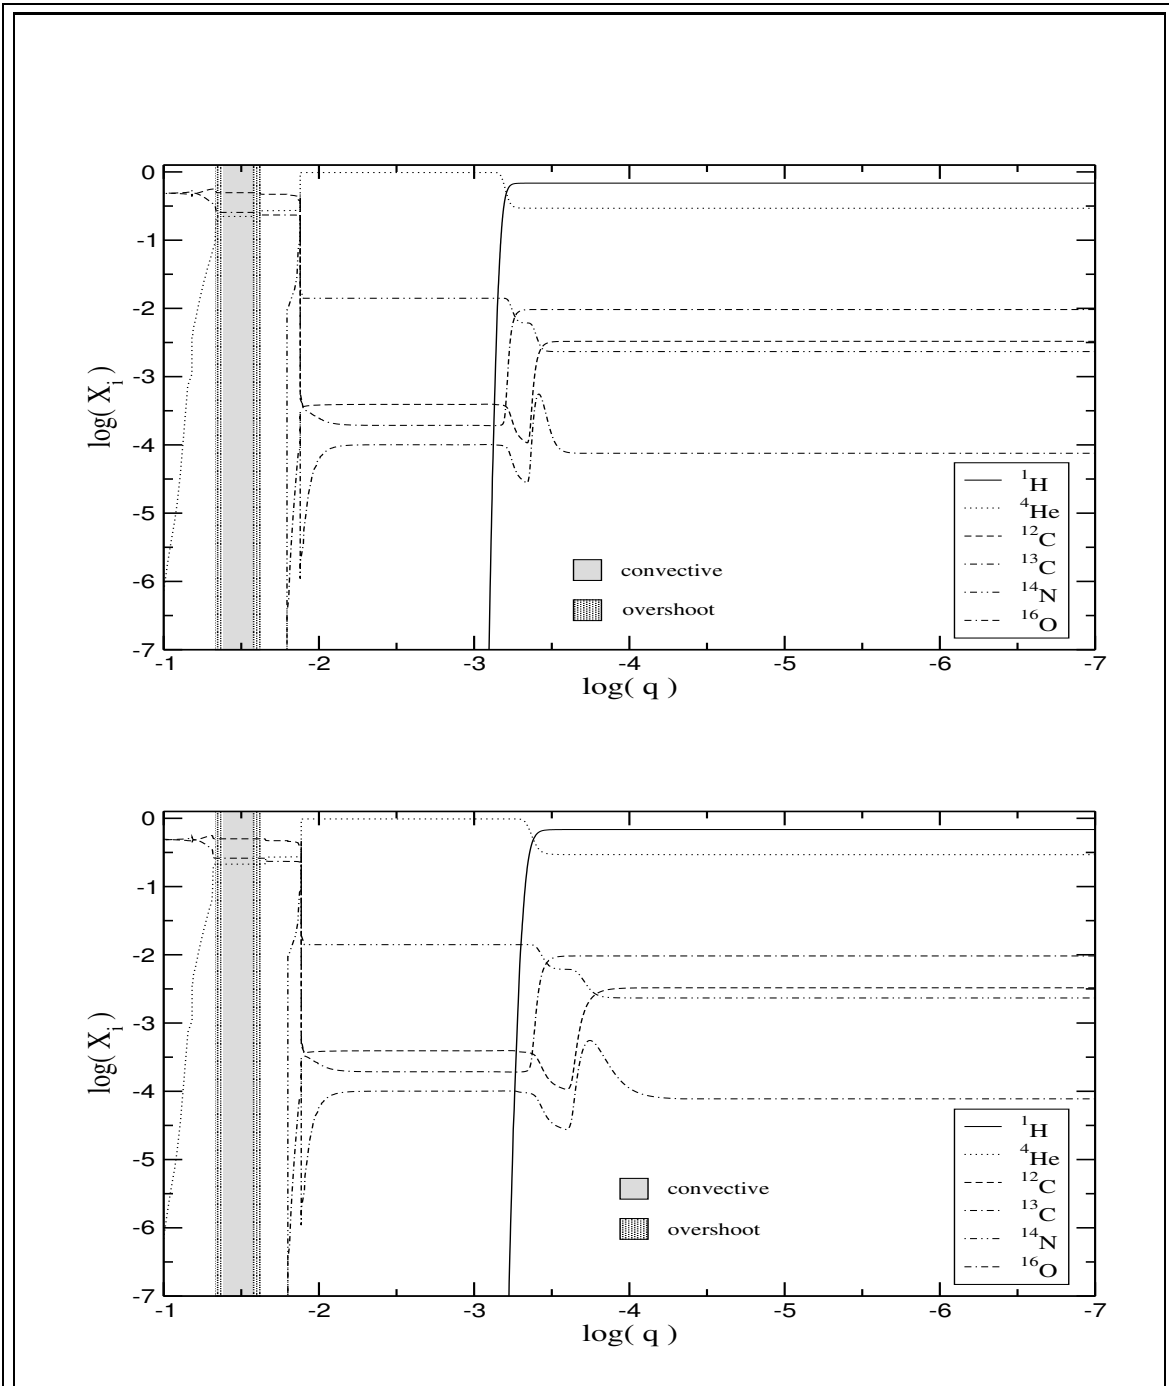 0
-1
-2
-3
-4
-5
-6
-7
log( X_i )
-1
-2
-3
-4
-5
-6
-7
log( q )
convective
overshoot
^1H
^4He
^12C
^13C
^14N
^16O
0
-1
-2
-3
-4
-5
-6
-7
log( X_i )
-1
-2
-3
-4
-5
-6
-7
log( q )
convective
overshoot
^1H
^4He
^12C
^13C
^14N
^16O